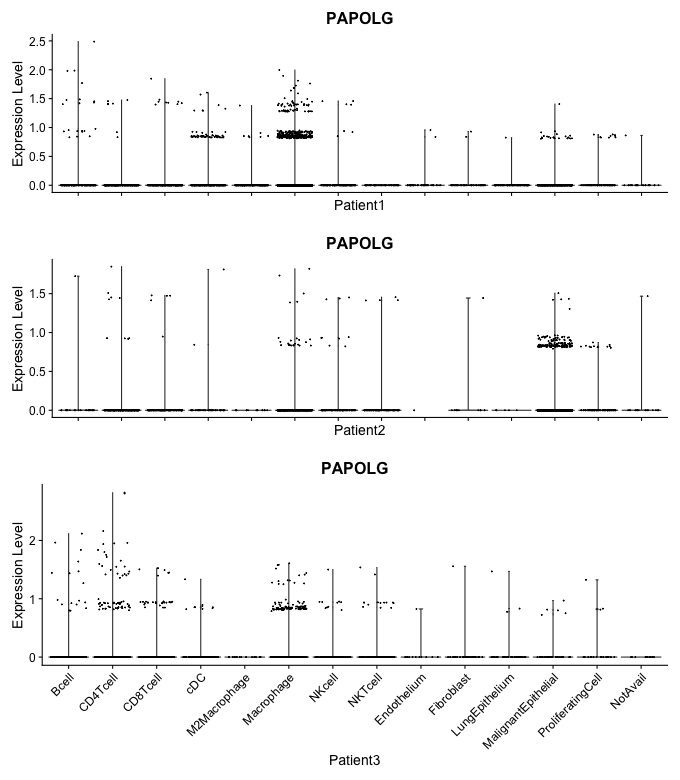 PAPOLG
Expression Level
2.5
2.0
1.5
1.0
0.5
0.0
Patient1
PAPOLG
Expression Level
1.5
1.0
0.5
0.0
Patient2
PAPOLG
Expression Level
2
1
0
Bcell
CD4Tcell
CD8Tcell
cDC
M2Macrophage
Macrophage
NKcell
NKTcell
Endothelium
Fibroblast
LungEpithelium
MalignantEpithelial
ProliferatingCell
NotAvail
Patient3